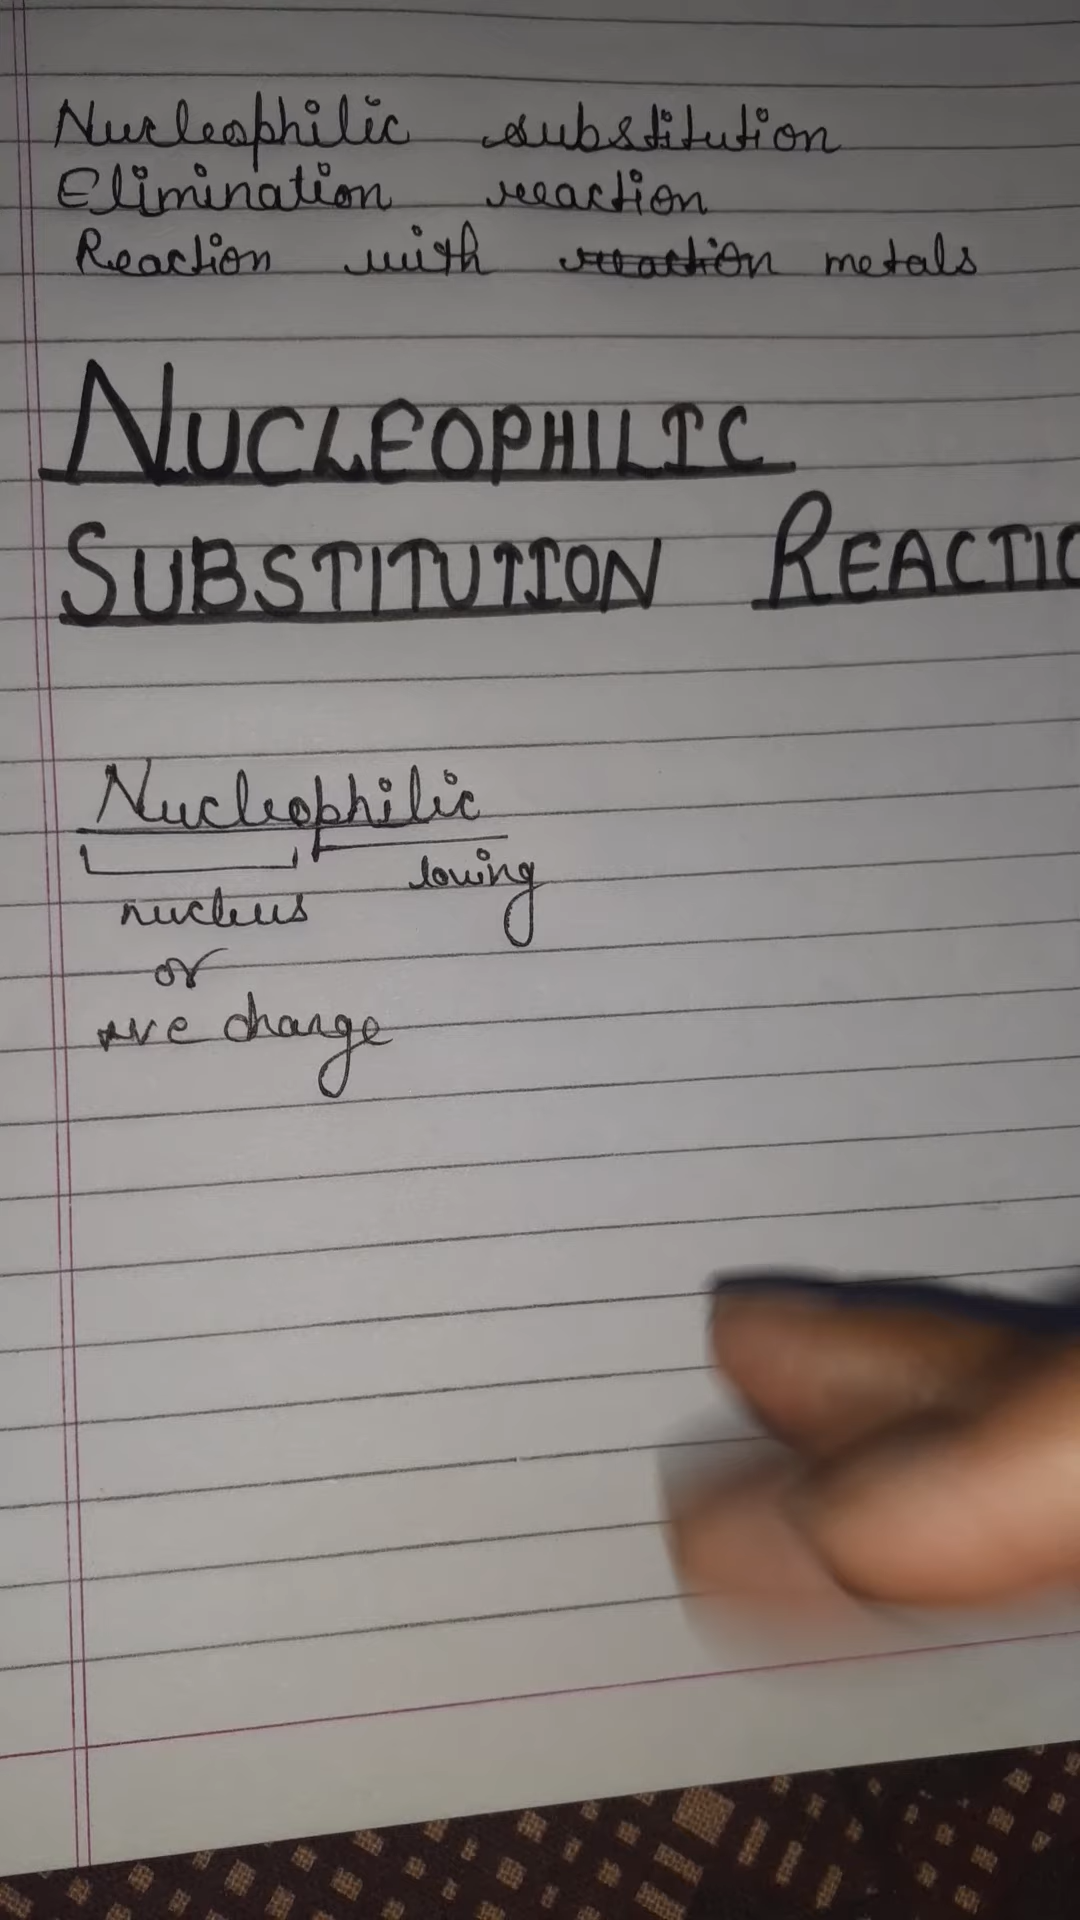 Nucleophilic substitution
Elimination reaction
Reaction with reaction metals
NUCLEOPHILIC
SUBSTITUTION REACTIO
Nucleophilic
loving
nucleus
or
+ve charge